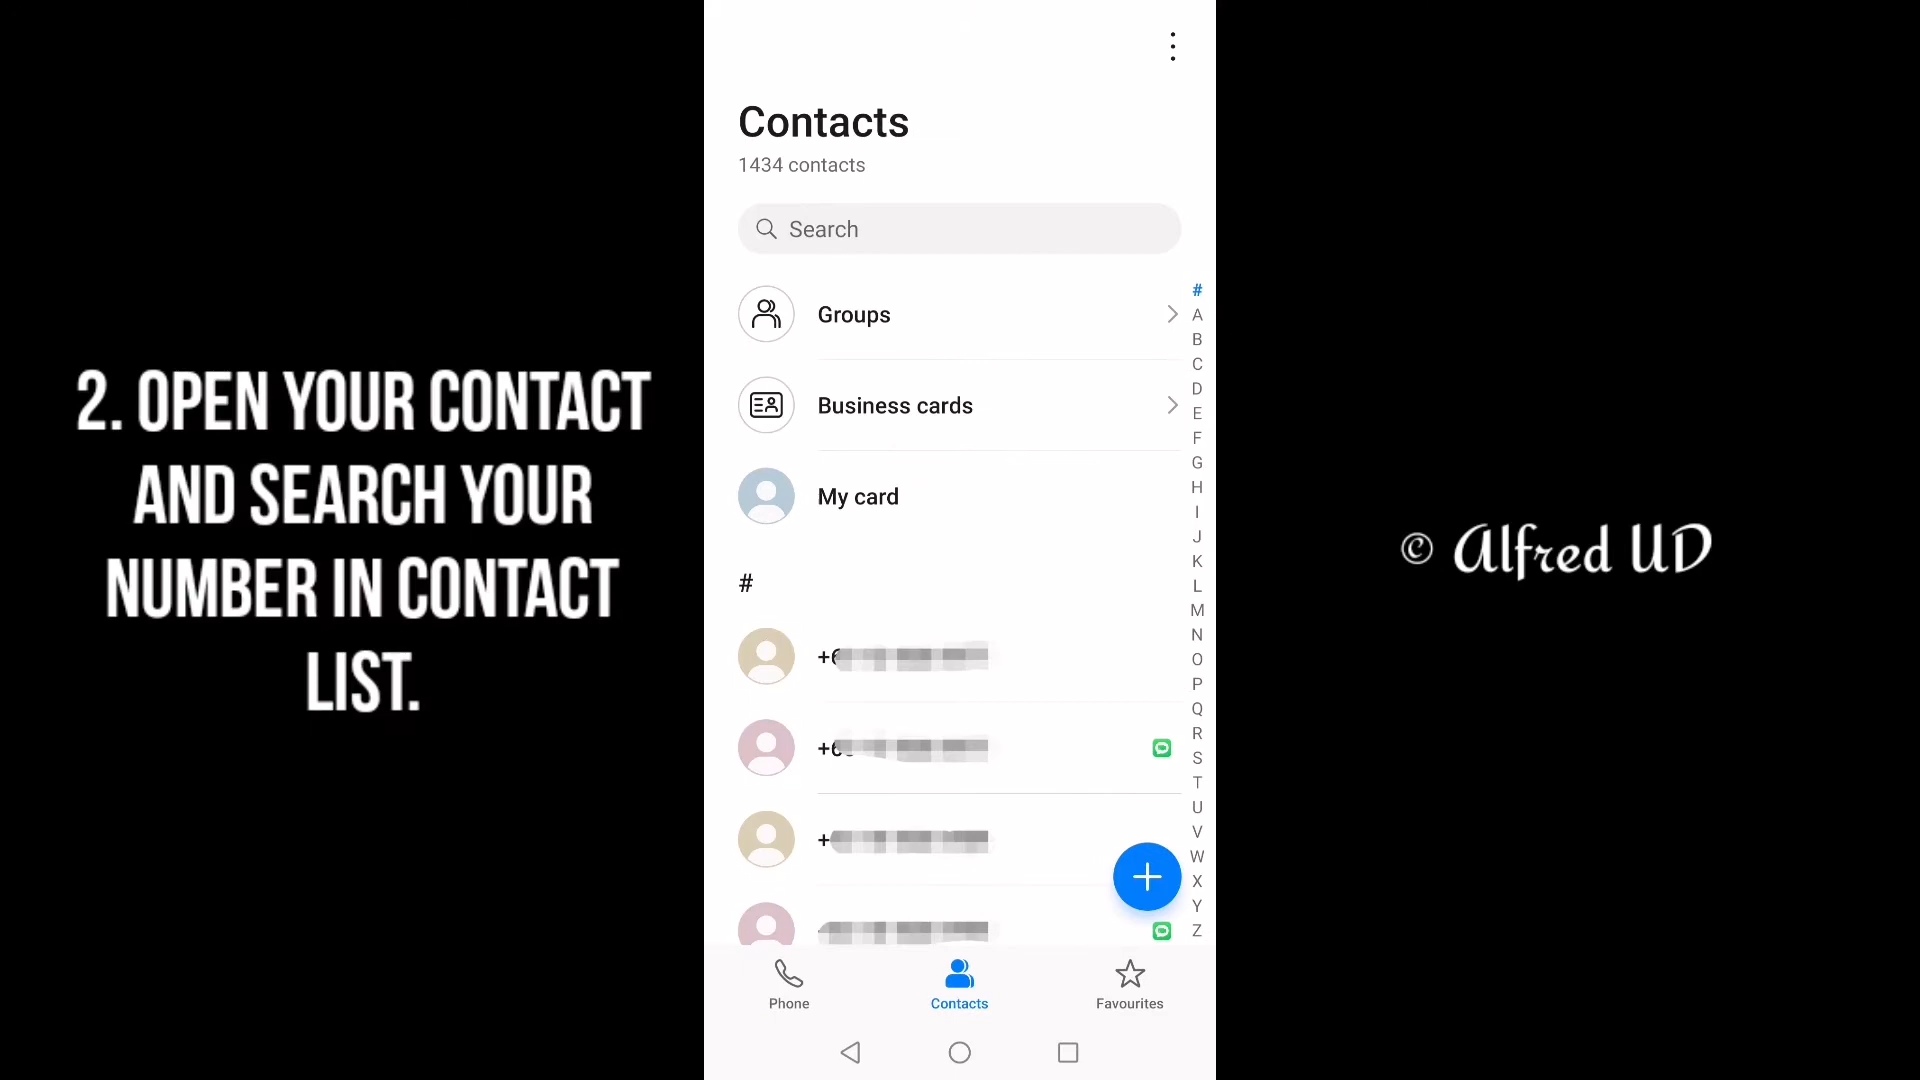 2. OPEN YOUR CONTACT
AND SEARCH YOUR
NUMBER IN CONTACT
LIST.
Contacts
1434 contacts
Search
Groups
Business cards
My card
#
#
A
B
C
D
E
F
G
H
I
J
K
L
M
N
O
P
Q
R
S
T
U
V
W
X
Y
Z
Phone
Contacts
Favourites
© Alfred UD